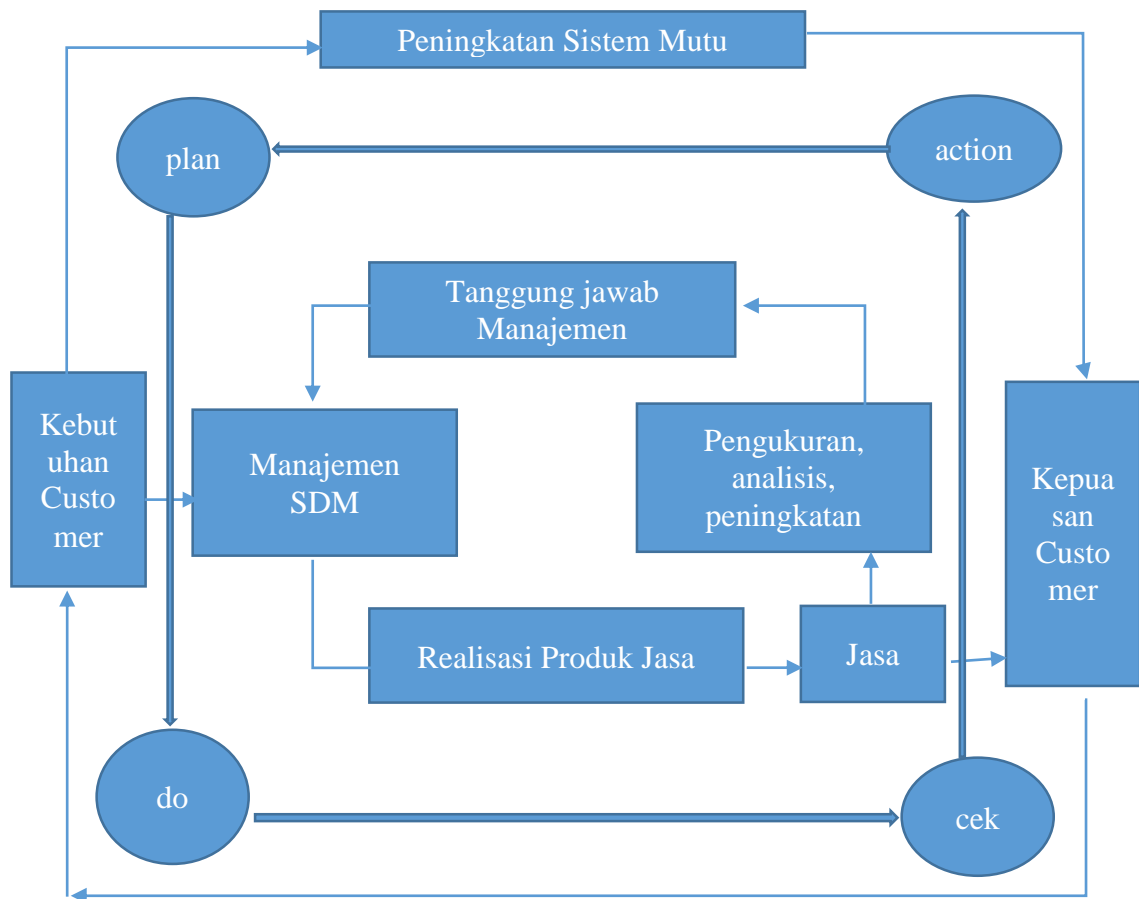 Peningkatan Sistem Mutu
plan
action
Tanggung jawab
Manajemen
Kebut
uhan
Custo
mer
Manajemen
SDM
Pengukuran,
analisis,
peningkatan
Kepua
san
Custo
mer
Realisasi Produk Jasa
Jasa
do
cek